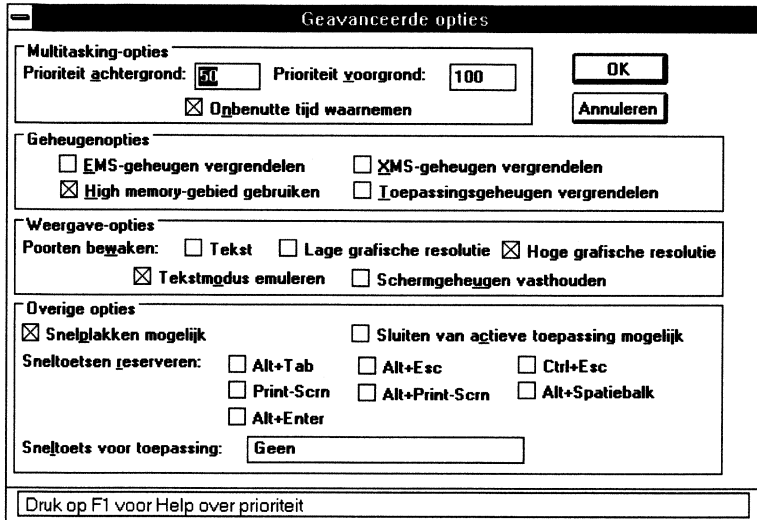 Geavanceerde opties
Multitasking-opties
Prioriteit achtergrond: 50 Prioriteit voorgrond: 100
OK
Onbenutte tijd waarnemen
Annuleren
Geheugenopties
EMS-geheugen vergrendelen XMS-geheugen vergrendelen
High memory-gebied gebruiken Toepassingsgeheugen vergrendelen
Weergave-opties
Poorten bewaken: Tekst Lage grafische resolutie Hoge grafische resolutie
Tekstmodus emuleren Schermgeheugen vasthouden
Overige opties
Snelplakken mogelijk Sluiten van actieve toepassing mogelijk
Sneltoetsen reserveren: Alt+Tab Alt+Esc Ctrl+Esc
Print-Scrn Alt+Print-Scrn Alt+Spatiebalk
Alt+Enter
Sneltoets voor toepassing: Geen
Druk op F1 voor Help over prioriteit